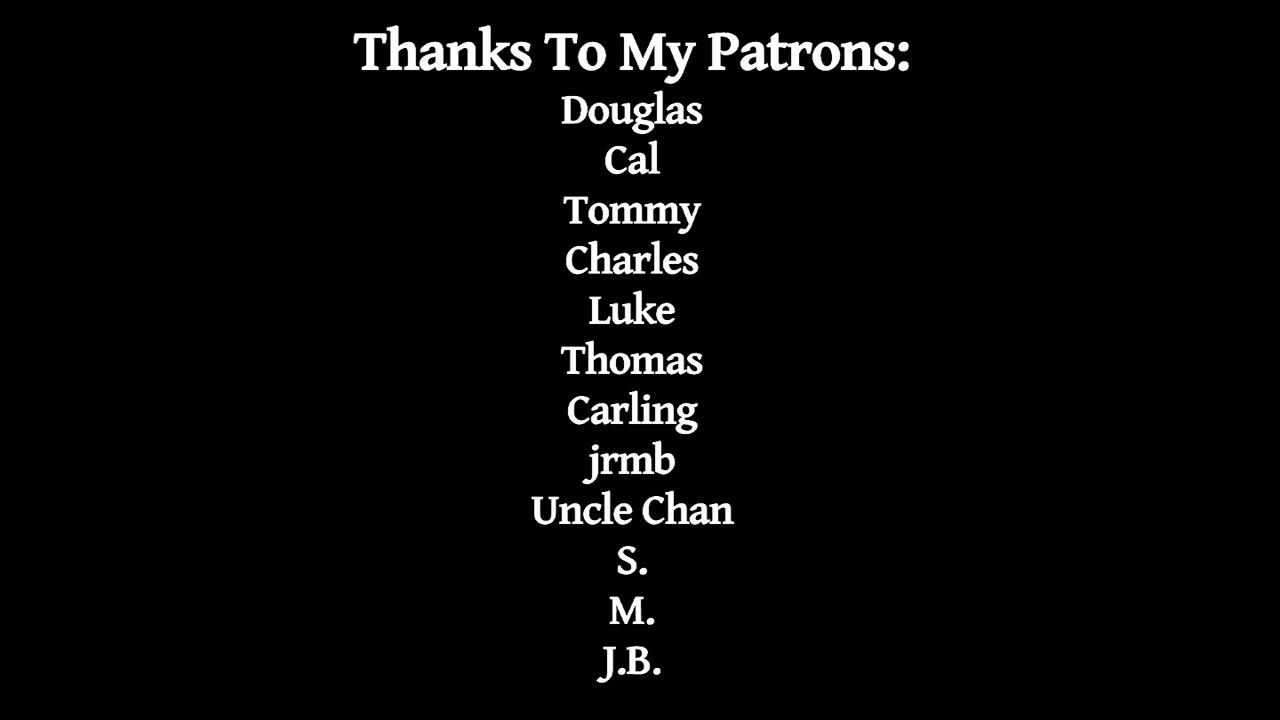 Thanks To My Patrons:
Douglas
Cal
Tommy
Charles
Luke
Thomas
Carling
jrmb
Uncle Chan
S.
M.
J.B.